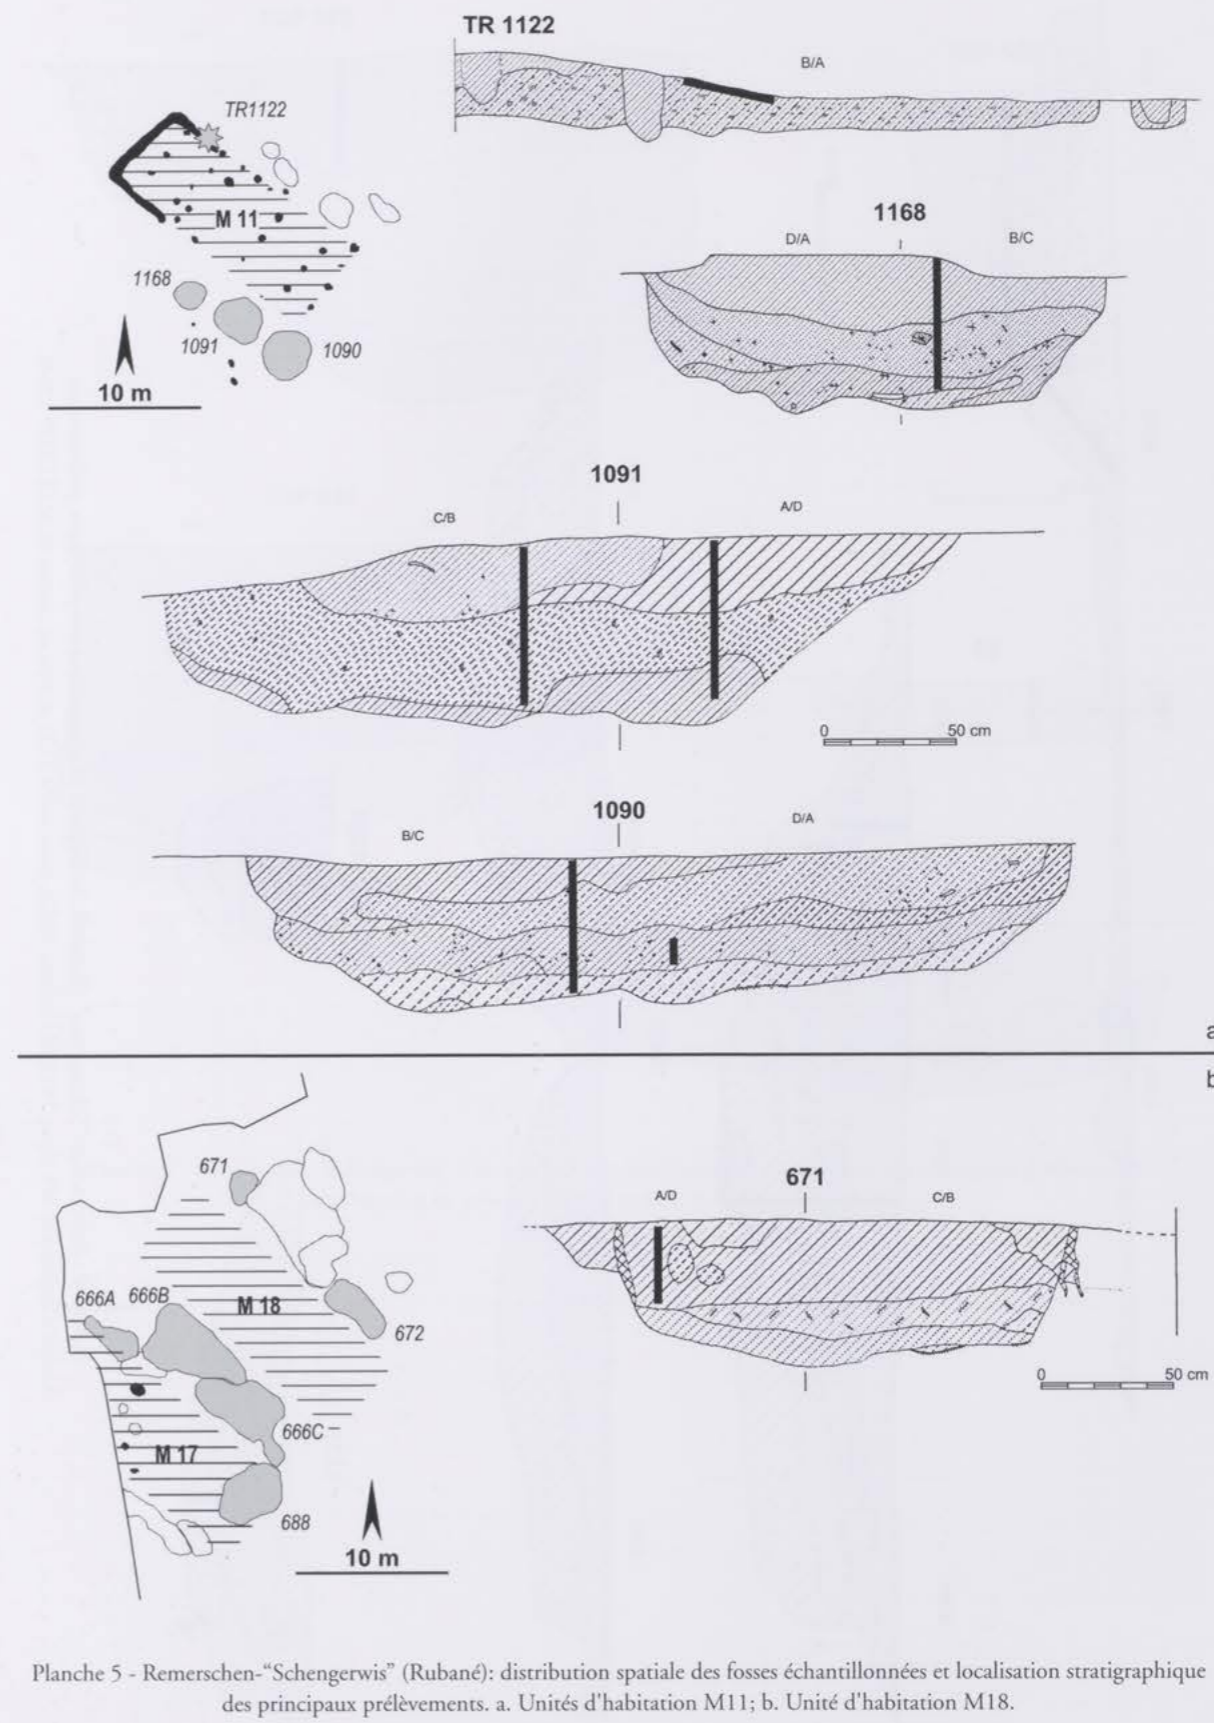 TR 1122
B/A
TR1122
M 11
1168
1091
1090
10 m
1168
D/A
B/C
1091
C/B
A/D
0 50 cm
1090
B/C
D/A
a
b
671
666A
666B
M 18
672
666C
M 17
688
10 m
671
A/D
C/B
0 50 cm
Planche 5 - Remerschen-“Schengerwis” (Rubané): distribution spatiale des fosses échantillonnées et localisation stratigraphique
des principaux prélèvements. a. Unités d'habitation M11; b. Unité d'habitation M18.